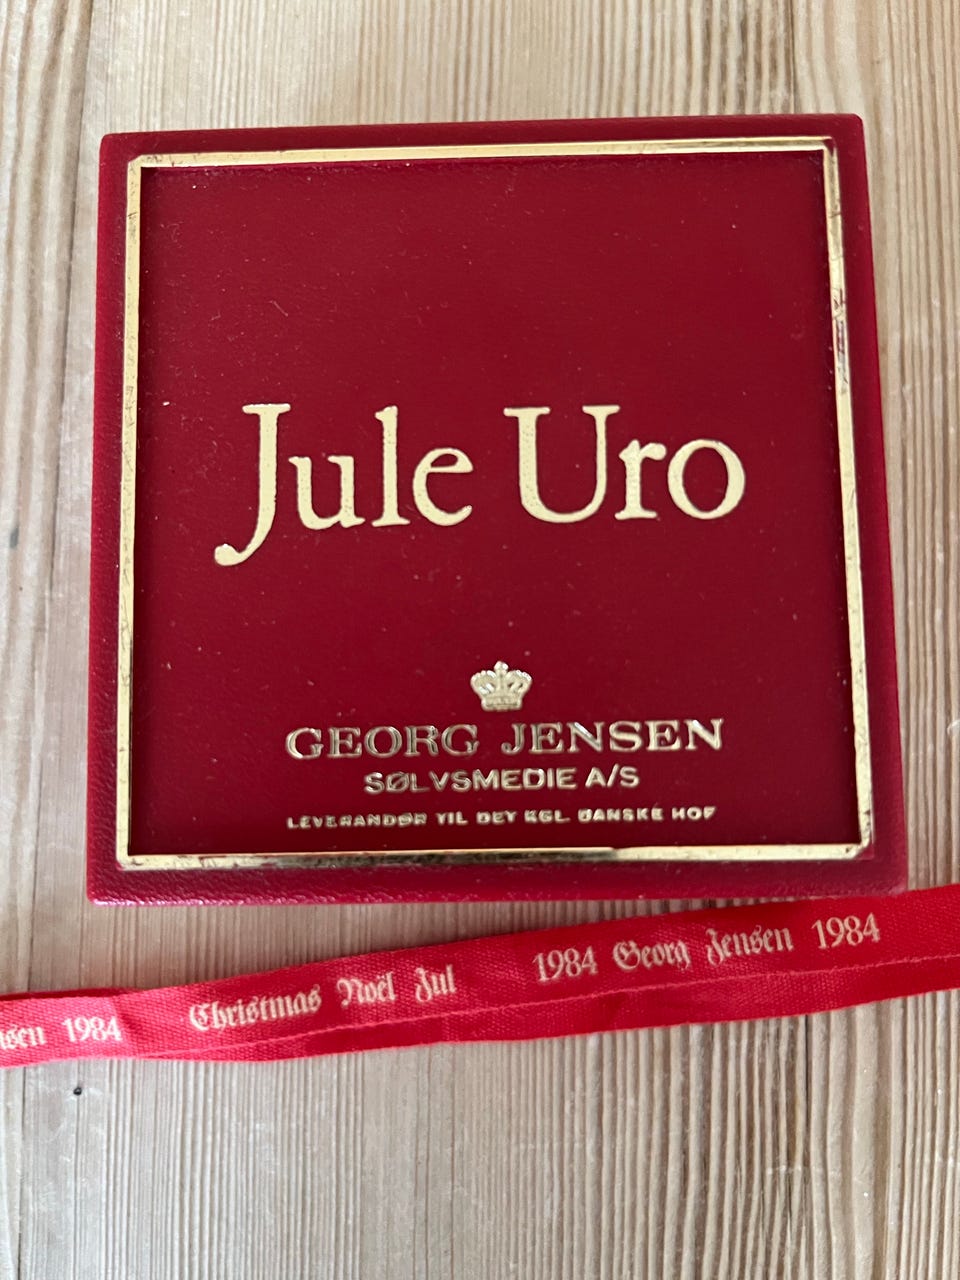 Jule Uro
GEORG JENSEN
SØLVSMEDIE A/S
LEVERANDØR TIL DET KGL. DANSKE HOF
1984 Christmas Noël Jul 1984 Georg Jensen 1984